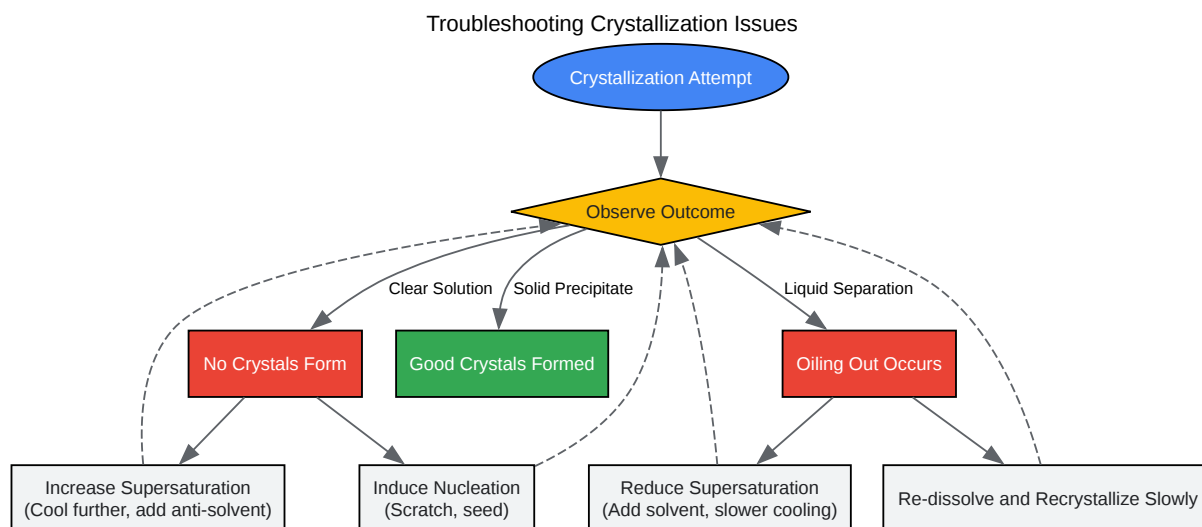 Troubleshooting Crystallization Issues
Crystallization Attempt
Observe Outcome
Clear Solution
Solid Precipitate
Liquid Separation
No Crystals Form
Good Crystals Formed
Oiling Out Occurs
Increase Supersaturation
(Cool further, add anti-solvent)
Induce Nucleation
(Scratch, seed)
Reduce Supersaturation
(Add solvent, slower cooling)
Re-dissolve and Recrystallize Slowly